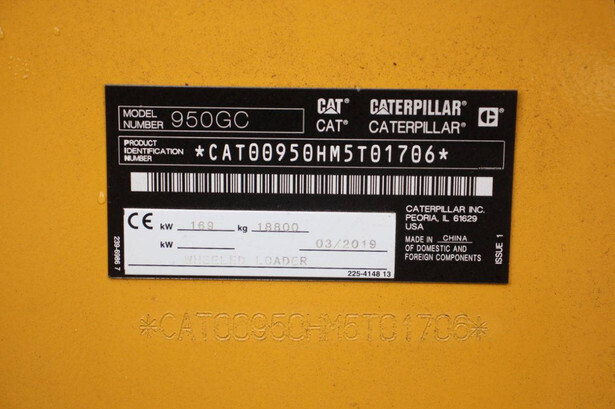 MODEL NUMBER 950GC
CAT® CATERPILLAR® C
CAT® CATERPILLAR®
PRODUCT IDENTIFICATION NUMBER *CAT00950HM5T01706*
CE kW 169 kg 18800
kW 03/2019
WHEELED LOADER
225-4148 13
239-6986 7
CATERPILLAR INC.
PEORIA, IL 61629
USA
MADE IN CHINA
OF DOMESTIC AND
FOREIGN COMPONENTS
ISSUE 1
*CAT00950HM5T01706*